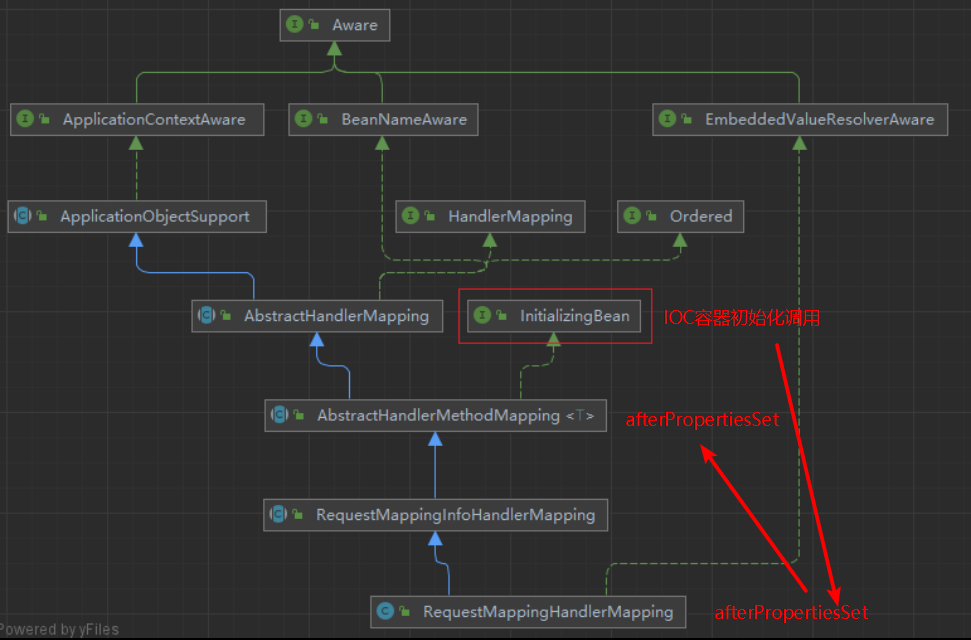 Aware
ApplicationContextAware
BeanNameAware
EmbeddedValueResolverAware
ApplicationObjectSupport
HandlerMapping
Ordered
AbstractHandlerMapping
InitializingBean
IOC容器初始化调用
AbstractHandlerMethodMapping <T>
afterPropertiesSet
RequestMappingInfoHandlerMapping
RequestMappingHandlerMapping
afterPropertiesSet
Powered by yFiles